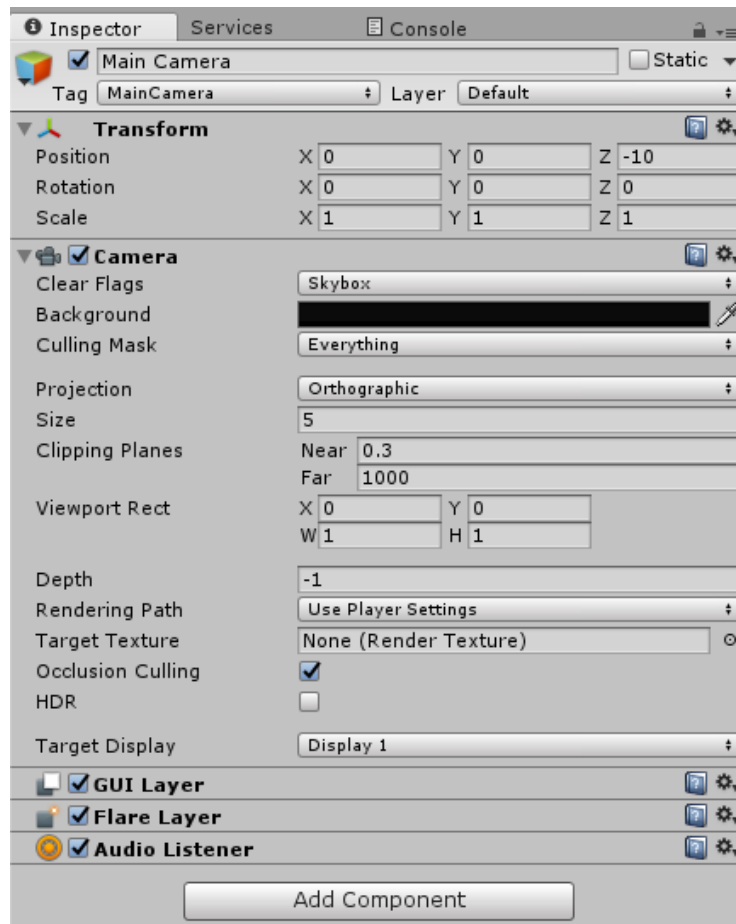 Inspector Services Console
Main Camera Static
Tag MainCamera Layer Default
Transform
Position X 0 Y 0 Z -10
Rotation X 0 Y 0 Z 0
Scale X 1 Y 1 Z 1
Camera
Clear Flags Skybox
Background
Culling Mask Everything
Projection Orthographic
Size 5
Clipping Planes Near 0.3
Far 1000
Viewport Rect X 0 Y 0
W 1 H 1
Depth -1
Rendering Path Use Player Settings
Target Texture None (Render Texture)
Occlusion Culling
HDR
Target Display Display 1
GUI Layer
Flare Layer
Audio Listener
Add Component